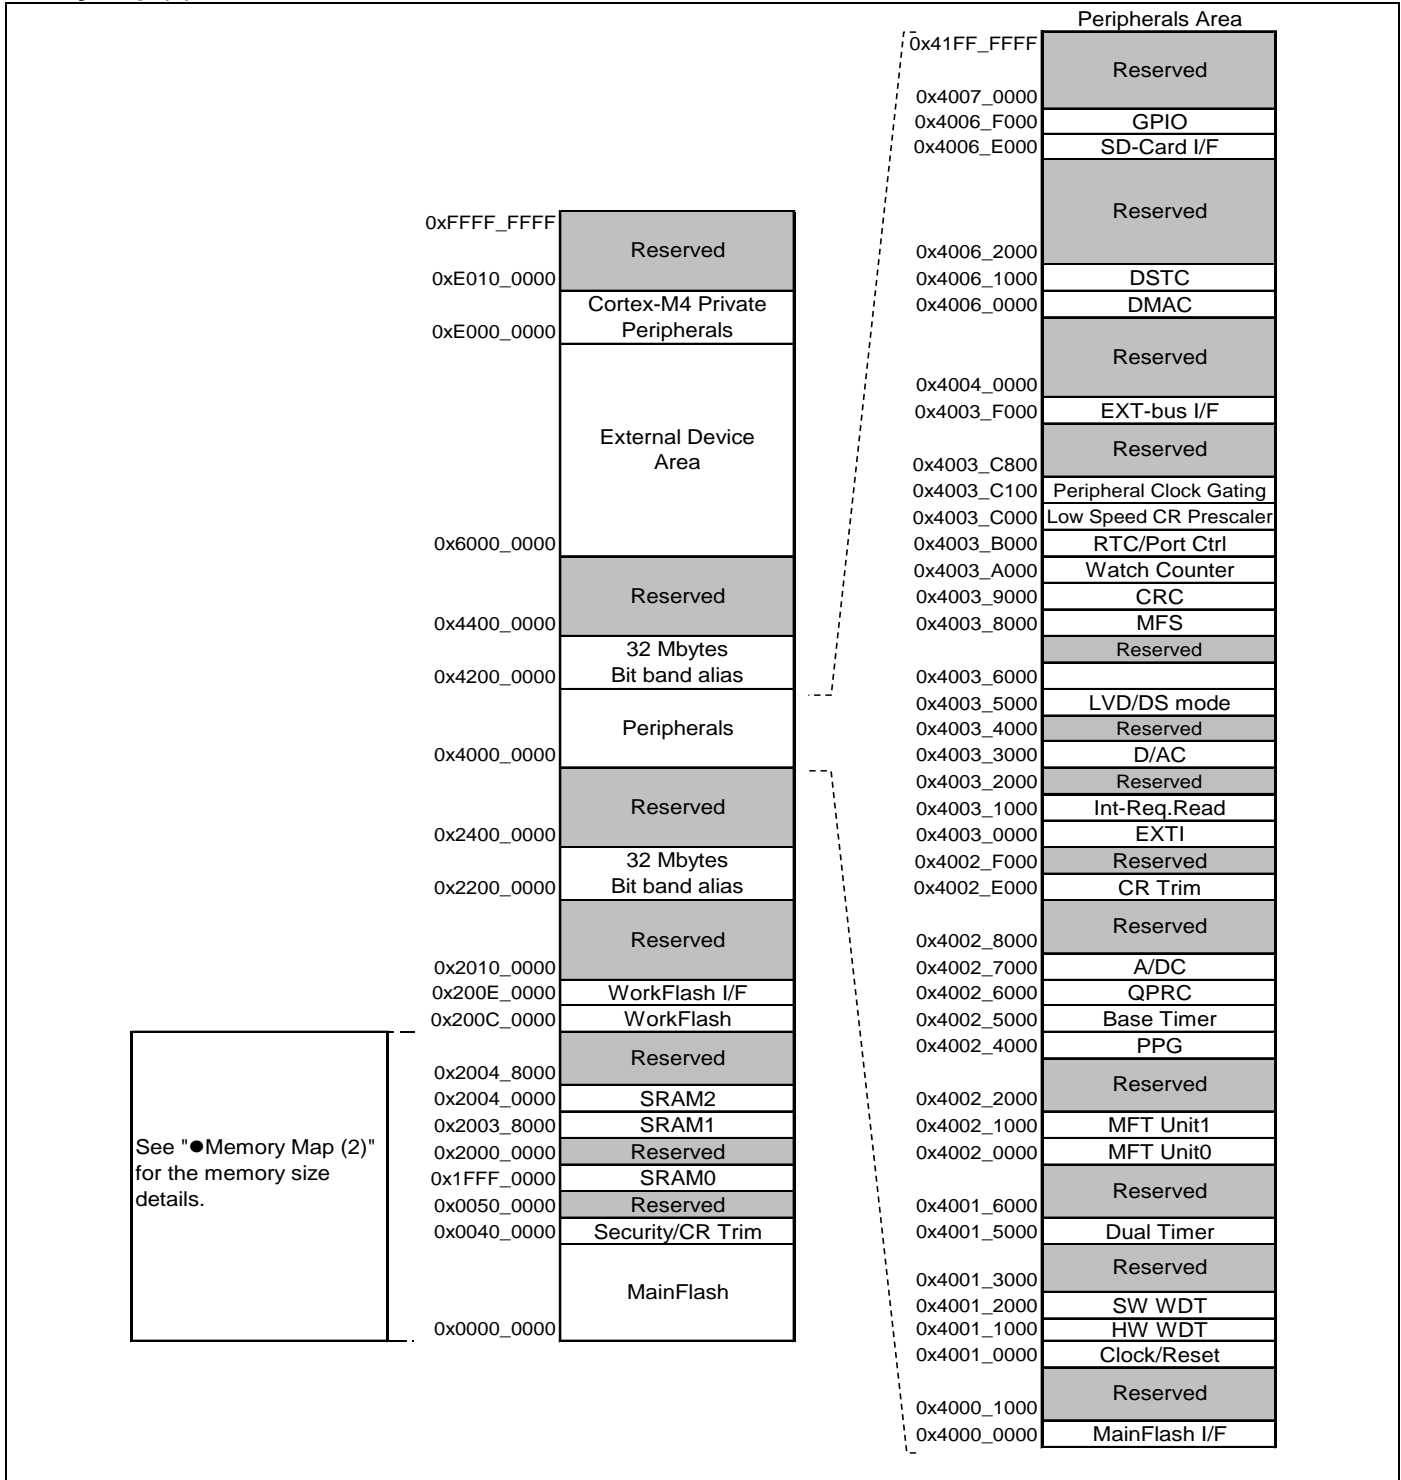 Peripherals Area
0x41FF_FFFF
Reserved
0x4007_0000
0x4006_F000 GPIO
0x4006_E000 SD-Card I/F
Reserved
0x4006_2000
0x4006_1000 DSTC
0x4006_0000 DMAC
Reserved
0x4004_0000
0x4003_F000 EXT-bus I/F
Reserved
0x4003_C800
0x4003_C100 Peripheral Clock Gating
0x4003_C000 Low Speed CR Prescaler
0x4003_B000 RTC/Port Ctrl
0x4003_A000 Watch Counter
0x4003_9000 CRC
0x4003_8000 MFS
Reserved
0x4003_6000
0x4003_5000 LVD/DS mode
0x4003_4000 Reserved
0x4003_3000 D/AC
0x4003_2000 Reserved
0x4003_1000 Int-Req.Read
0x4003_0000 EXTI
0x4002_F000 Reserved
0x4002_E000 CR Trim
Reserved
0x4002_8000
0x4002_7000 A/DC
0x4002_6000 QPRC
0x4002_5000 Base Timer
0x4002_4000 PPG
Reserved
0x4002_2000
0x4002_1000 MFT Unit1
0x4002_0000 MFT Unit0
Reserved
0x4001_6000
0x4001_5000 Dual Timer
Reserved
0x4001_3000
0x4001_2000 SW WDT
0x4001_1000 HW WDT
0x4001_0000 Clock/Reset
Reserved
0x4000_1000
0x4000_0000 MainFlash I/F
0xFFFF_FFFF
Reserved
0xE010_0000
Cortex-M4 Private
0xE000_0000 Peripherals
External Device
Area
0x6000_0000
Reserved
0x4400_0000
32 Mbytes
0x4200_0000 Bit band alias
Peripherals
0x4000_0000
Reserved
0x2400_0000
32 Mbytes
0x2200_0000 Bit band alias
Reserved
0x2010_0000
0x200E_0000 WorkFlash I/F
0x200C_0000 WorkFlash
Reserved
0x2004_8000
0x2004_0000 SRAM2
0x2003_8000 SRAM1
0x2000_0000 Reserved
0x1FFF_0000 SRAM0
0x0050_0000 Reserved
0x0040_0000 Security/CR Trim
MainFlash
0x0000_0000
See "●Memory Map (2)"
for the memory size
details.